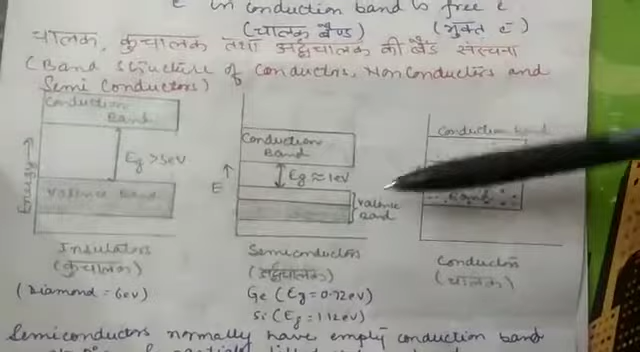 e⁻ in conduction band is free e⁻
(चालक बैण्ड) (मुक्त e⁻)
चालक, कुचालक तथा अर्द्धचालक की बैंड संरचना
(Band Structure of Conductors, NonConductors and
Semi Conductors)
Conduction
Band
Eg > 5eV
Valence Band
Energy →
Insulators
(कुचालक)
(Diamond = 6eV)
Conduction
Band
Eg ≈ 1eV
E
Valence
Band
Semiconductors
(अर्द्धचालक)
Ge (Eg = 0.72eV)
Si (Eg = 1.12eV)
Conduction band
Band
Conductors
(चालक)
Semiconductors normally have empty conduction band